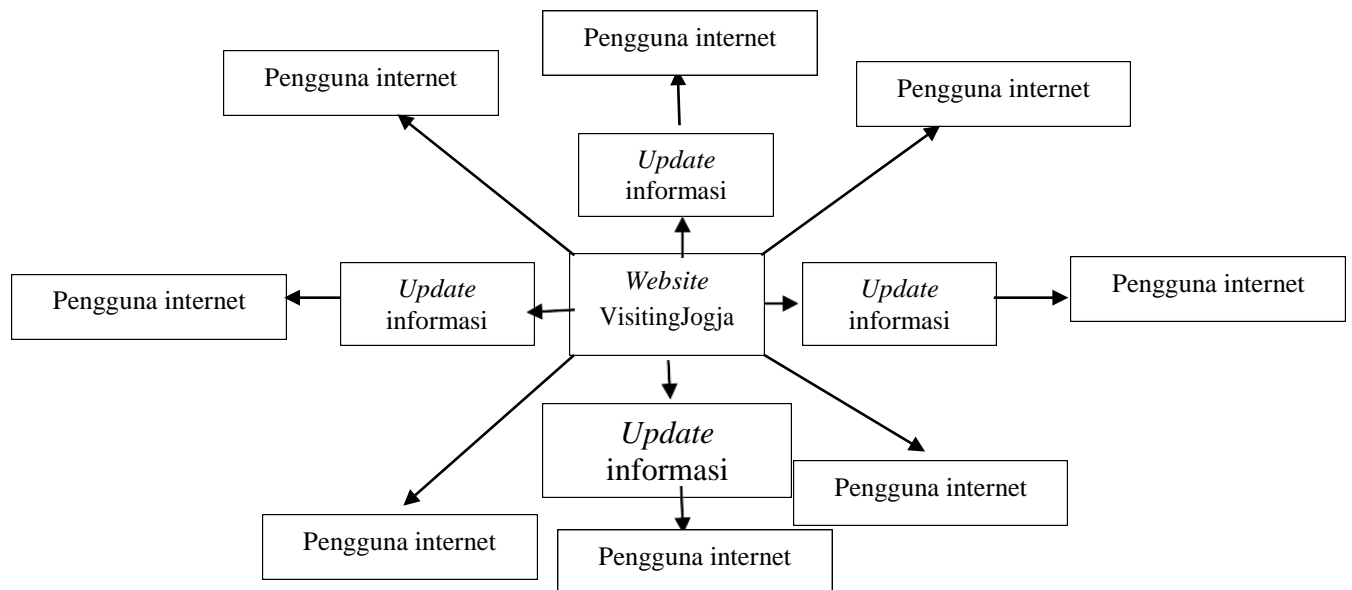 Pengguna internet
Pengguna internet
Pengguna internet
Update
informasi
Pengguna internet
Update
informasi
Website
VisitingJogja
Update
informasi
Pengguna internet
Update
informasi
Pengguna internet
Pengguna internet
Pengguna internet